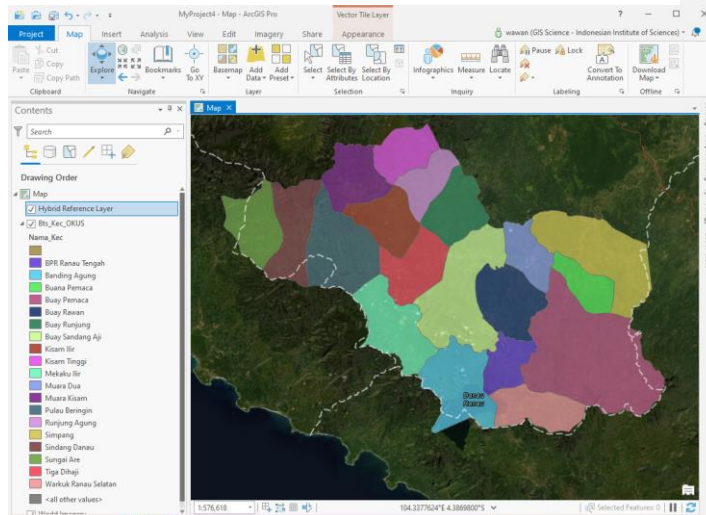 MyProject4 - Map - ArcGIS Pro
Vector Tile Layer
?
Project
Map
Insert
Analysis
View
Edit
Imagery
Share
Appearance
wawan (GIS Science - Indonesian Institute of Sciences)
Paste
Cut
Copy
Copy Path
Clipboard
Explore
Bookmarks
Go To XY
Navigate
Basemap
Add Data
Add Preset
Layer
Select
Select By Attributes
Select By Location
Selection
Infographics
Measure
Locate
Inquiry
Pause
Lock
Convert To Annotation
Labeling
Download Map
Offline
Contents
Search
Drawing Order
Map
Hybrid Reference Layer
Bts_Kec_OKUS
Nama_Kec
BPR Ranau Tengah
Banding Agung
Buana Pemaca
Buay Pemaca
Buay Rawan
Buay Runjung
Buay Sandang Aji
Kisam Ilir
Kisam Tinggi
Mekaku Ilir
Muara Dua
Muara Kisam
Pulau Beringin
Runjung Agung
Simpang
Sindang Danau
Sungai Are
Tiga Dihaji
Warkuk Ranau Selatan
<all other values>
World Imagery
Map
Danau
Ranau
1:576,618
104.3377624°E 4.3869800°S
Selected Features: 0